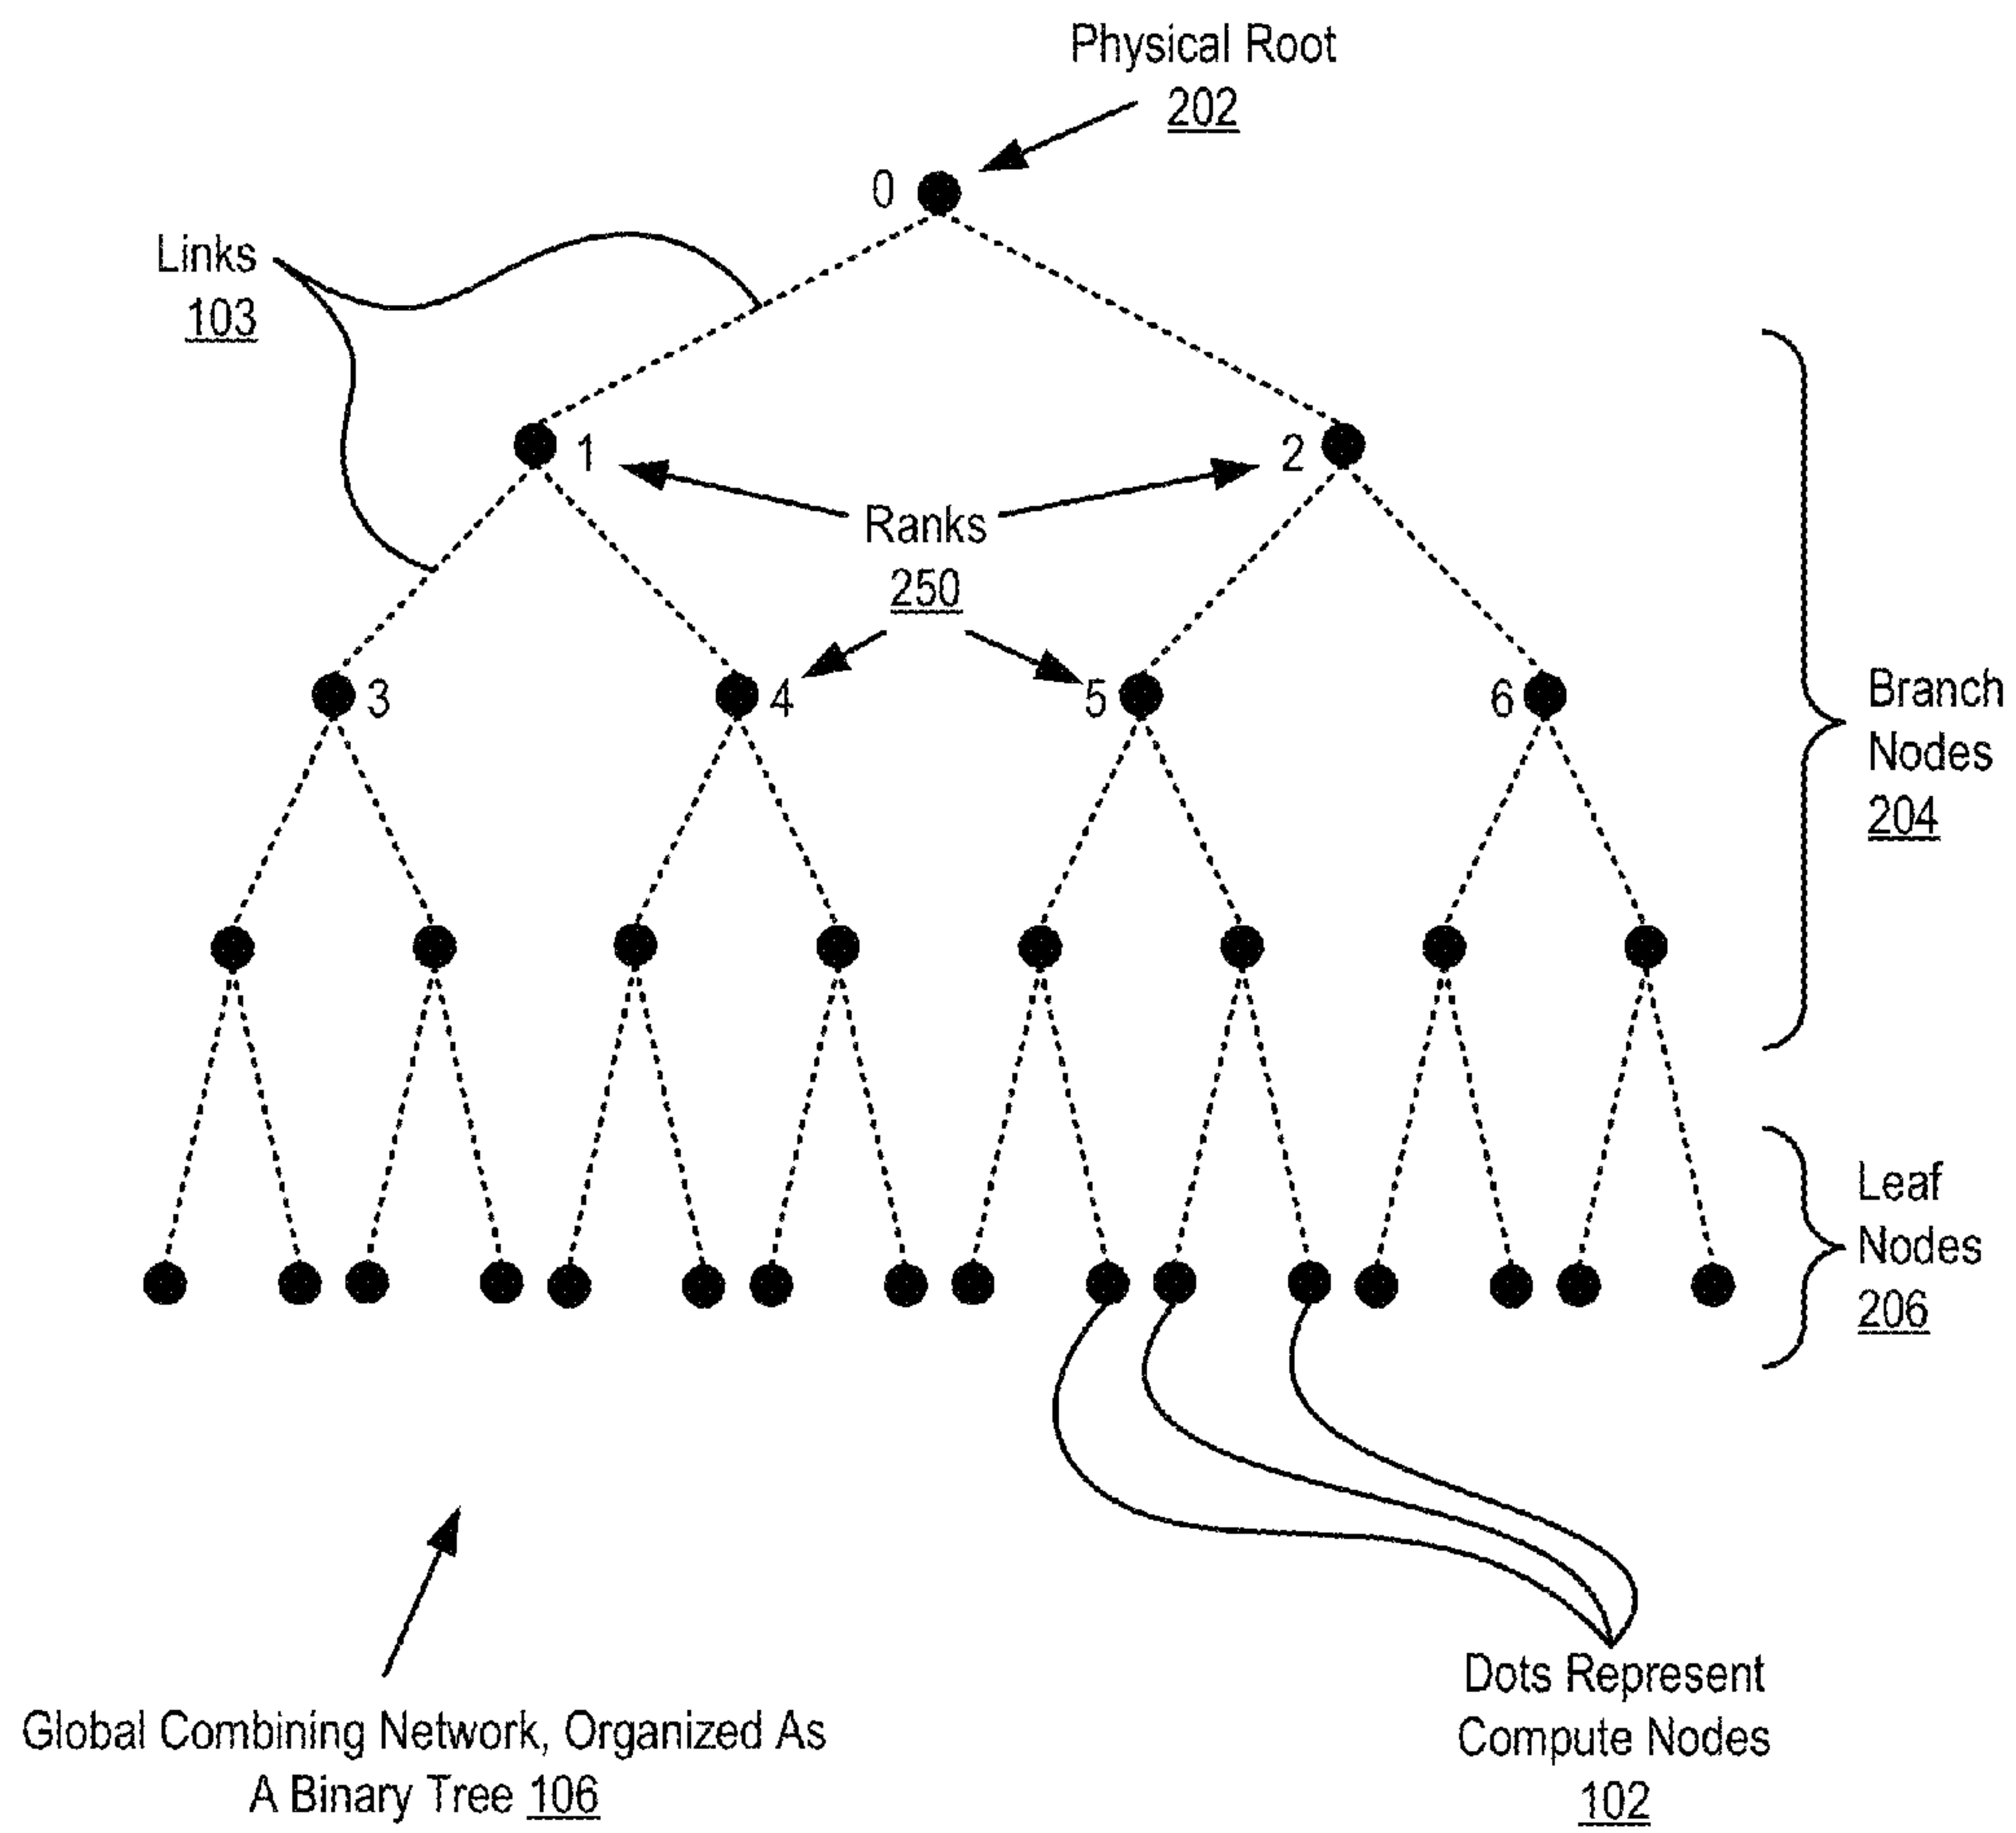 Physical Root
202
0
Links
103
1
2
Ranks
250
3
4
5
6
Branch
Nodes
204
Leaf
Nodes
206
Dots Represent
Compute Nodes
102
Global Combining Network, Organized As
A Binary Tree 106